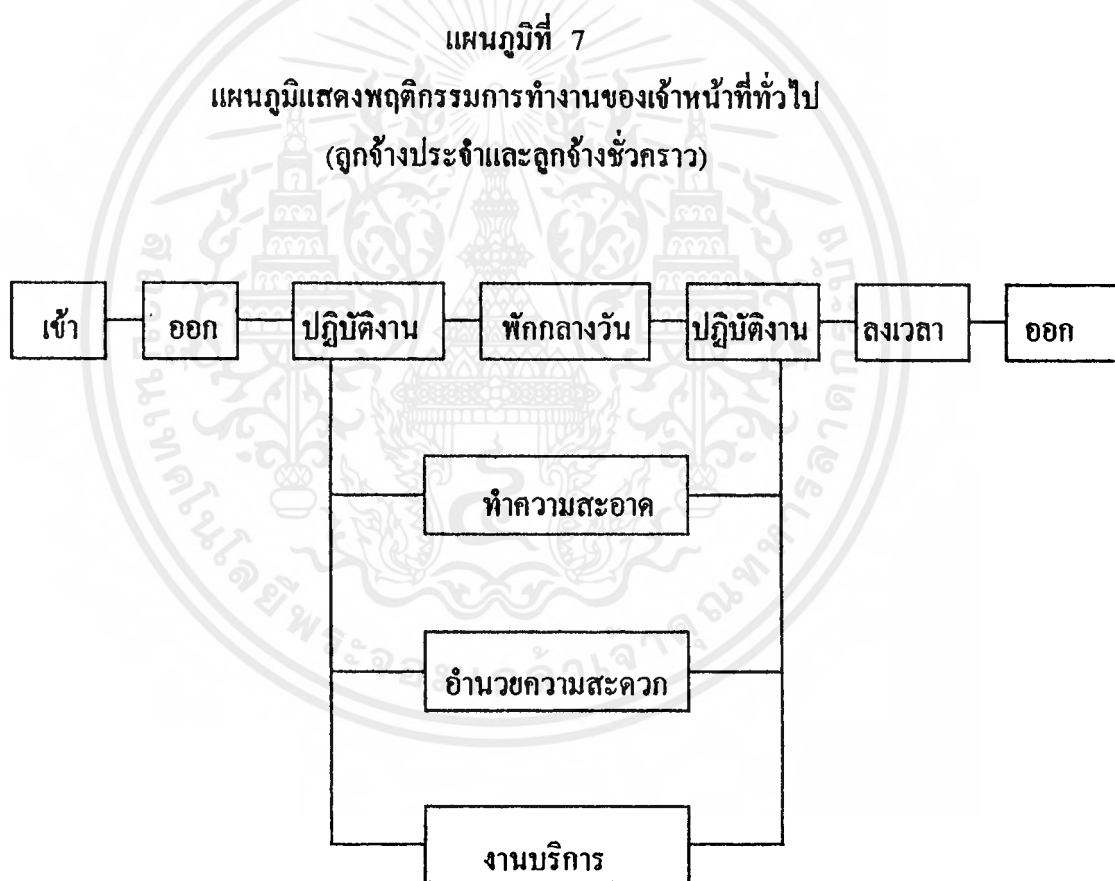 แผนภูมิที่ 7
แผนภูมิแสดงพฤติกรรมการทำงานของเจ้าหน้าที่ทั่วไป
(ลูกจ้างประจำและลูกจ้างชั่วคราว)
เข้า ออก ปฏิบัติงาน พักกลางวัน ปฏิบัติงาน ลงเวลา ออก
ทำความสะอาด
อำนวยความสะดวก
งานบริการ